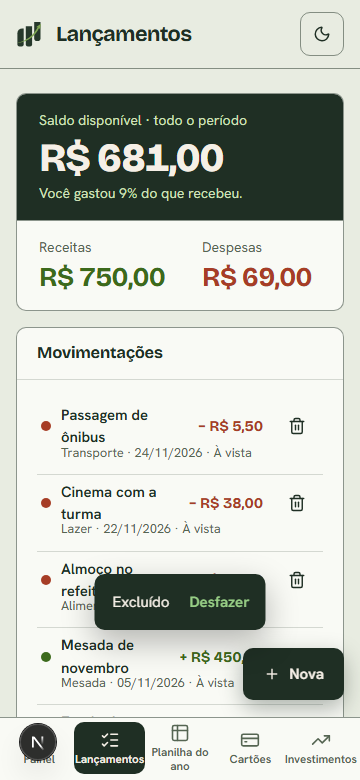 Lançamentos
Saldo disponível · todo o período
R$ 681,00
Você gastou 9% do que recebeu.
Receitas
Despesas
R$ 750,00
R$ 69,00
Movimentações
Passagem de
ônibus
− R$ 5,50
Transporte · 24/11/2026 · À vista
Cinema com a
turma
− R$ 38,00
Lazer · 22/11/2026 · À vista
Almoço no
Excluído
Desfazer
Mesada de
novembro
+ R$ 450,
Mesada · 05/11/2026 · À vista
+ Nova
N
Painel
Lançamentos
Planilha do
ano
Cartões
Investimentos